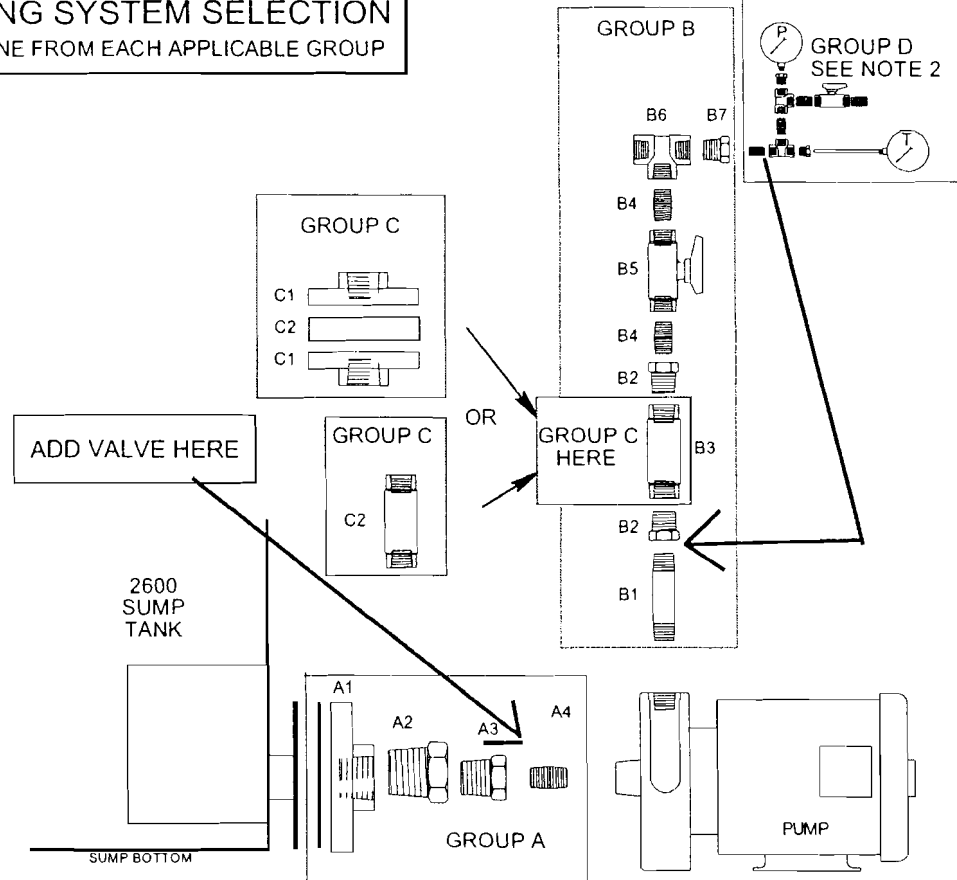 NG SYSTEM SELECTION
NE FROM EACH APPLICABLE GROUP
GROUP B
P
GROUP D
SEE NOTE 2
T
B6
B7
B4
B5
B4
B2
GROUP C
C1
C2
C1
OR
GROUP C
HERE
B3
GROUP C
C2
ADD VALVE HERE
B2
B1
2600
SUMP
TANK
SUMP BOTTOM
A1
A2
A3
A4
GROUP A
PUMP